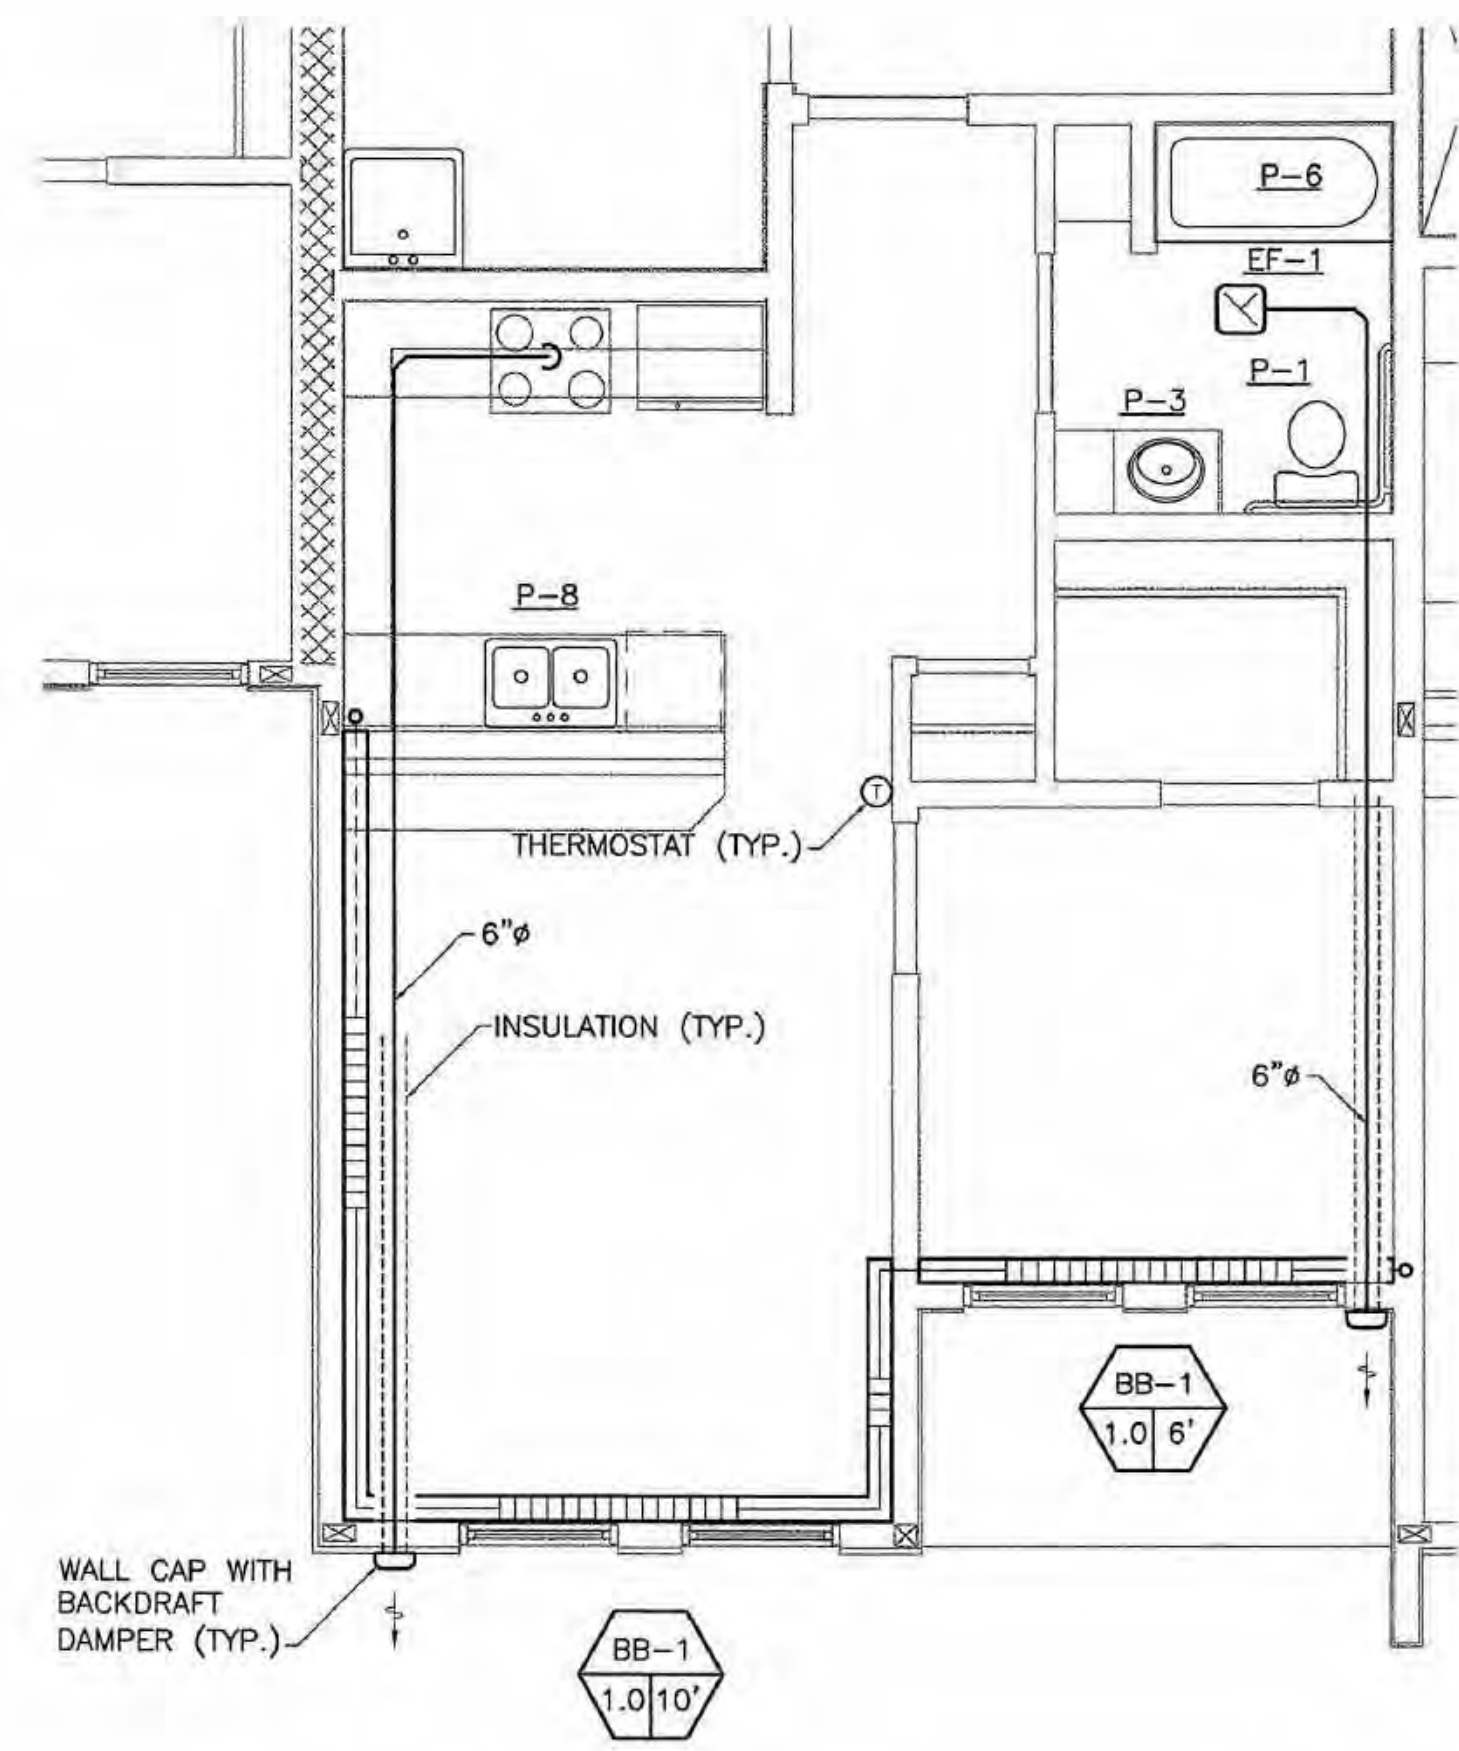 P-6
EF-1
P-1
P-3
P-8
T
THERMOSTAT (TYP.)
6"ø
INSULATION (TYP.)
6"ø
BB-1
1.0 6'
WALL CAP WITH
BACKDRAFT
DAMPER (TYP.)
BB-1
1.0 10'